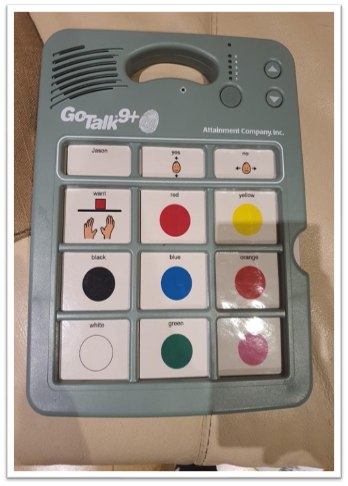 GoTalk 9+
Attainment Company, Inc.
Jason yes no
want red yellow
black blue orange
white green